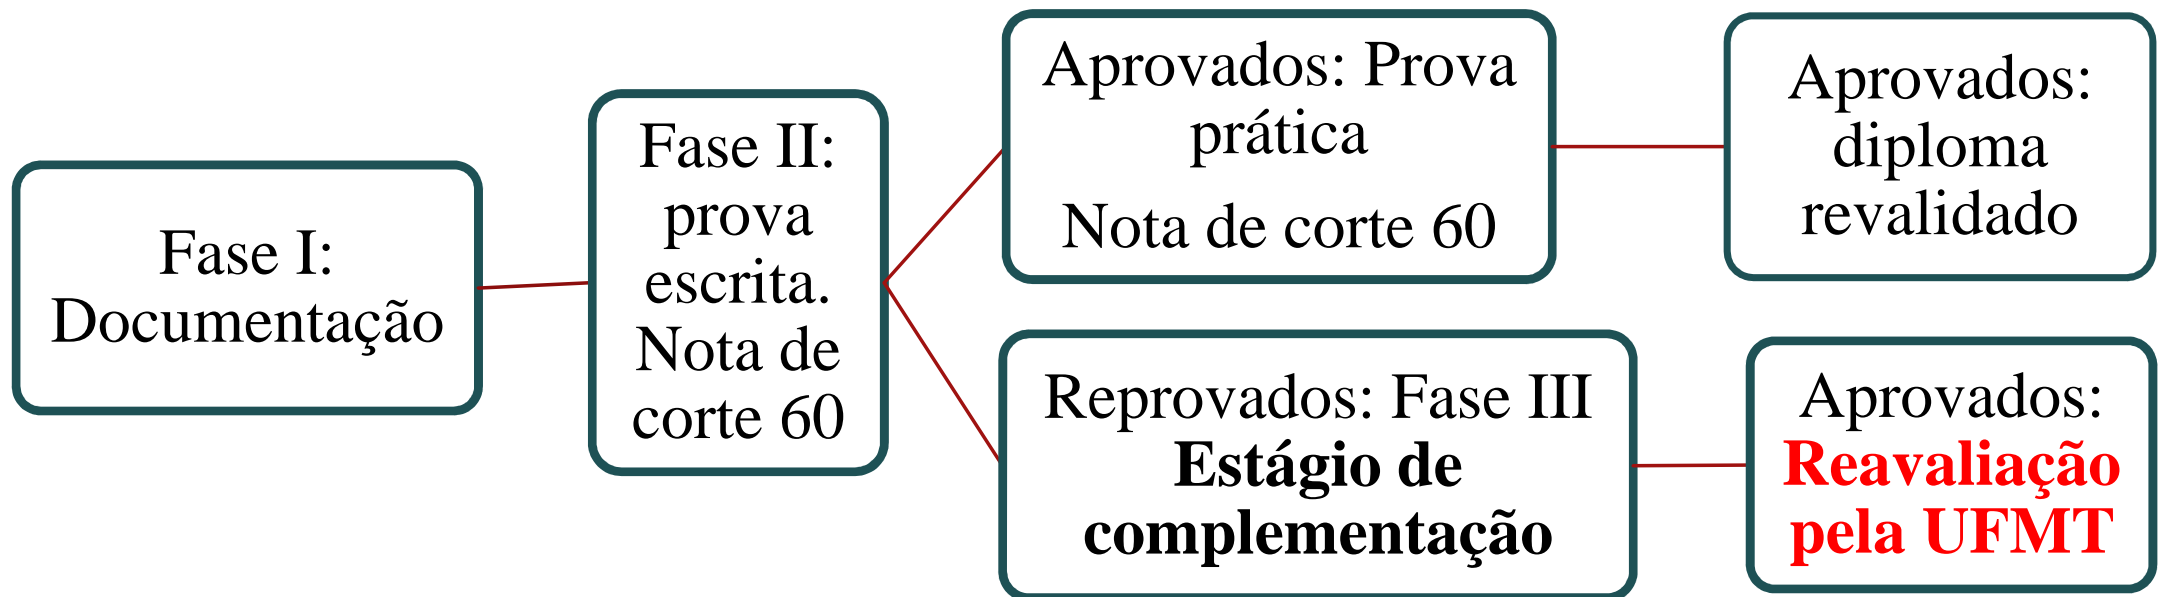 Fase I:
Documentação
Fase II:
prova
escrita.
Nota de
corte 60
Aprovados: Prova
prática
Nota de corte 60
Aprovados:
diploma
revalidado
Reprovados: Fase III
Estágio de
complementação
Aprovados:
Reavaliação
pela UFMT